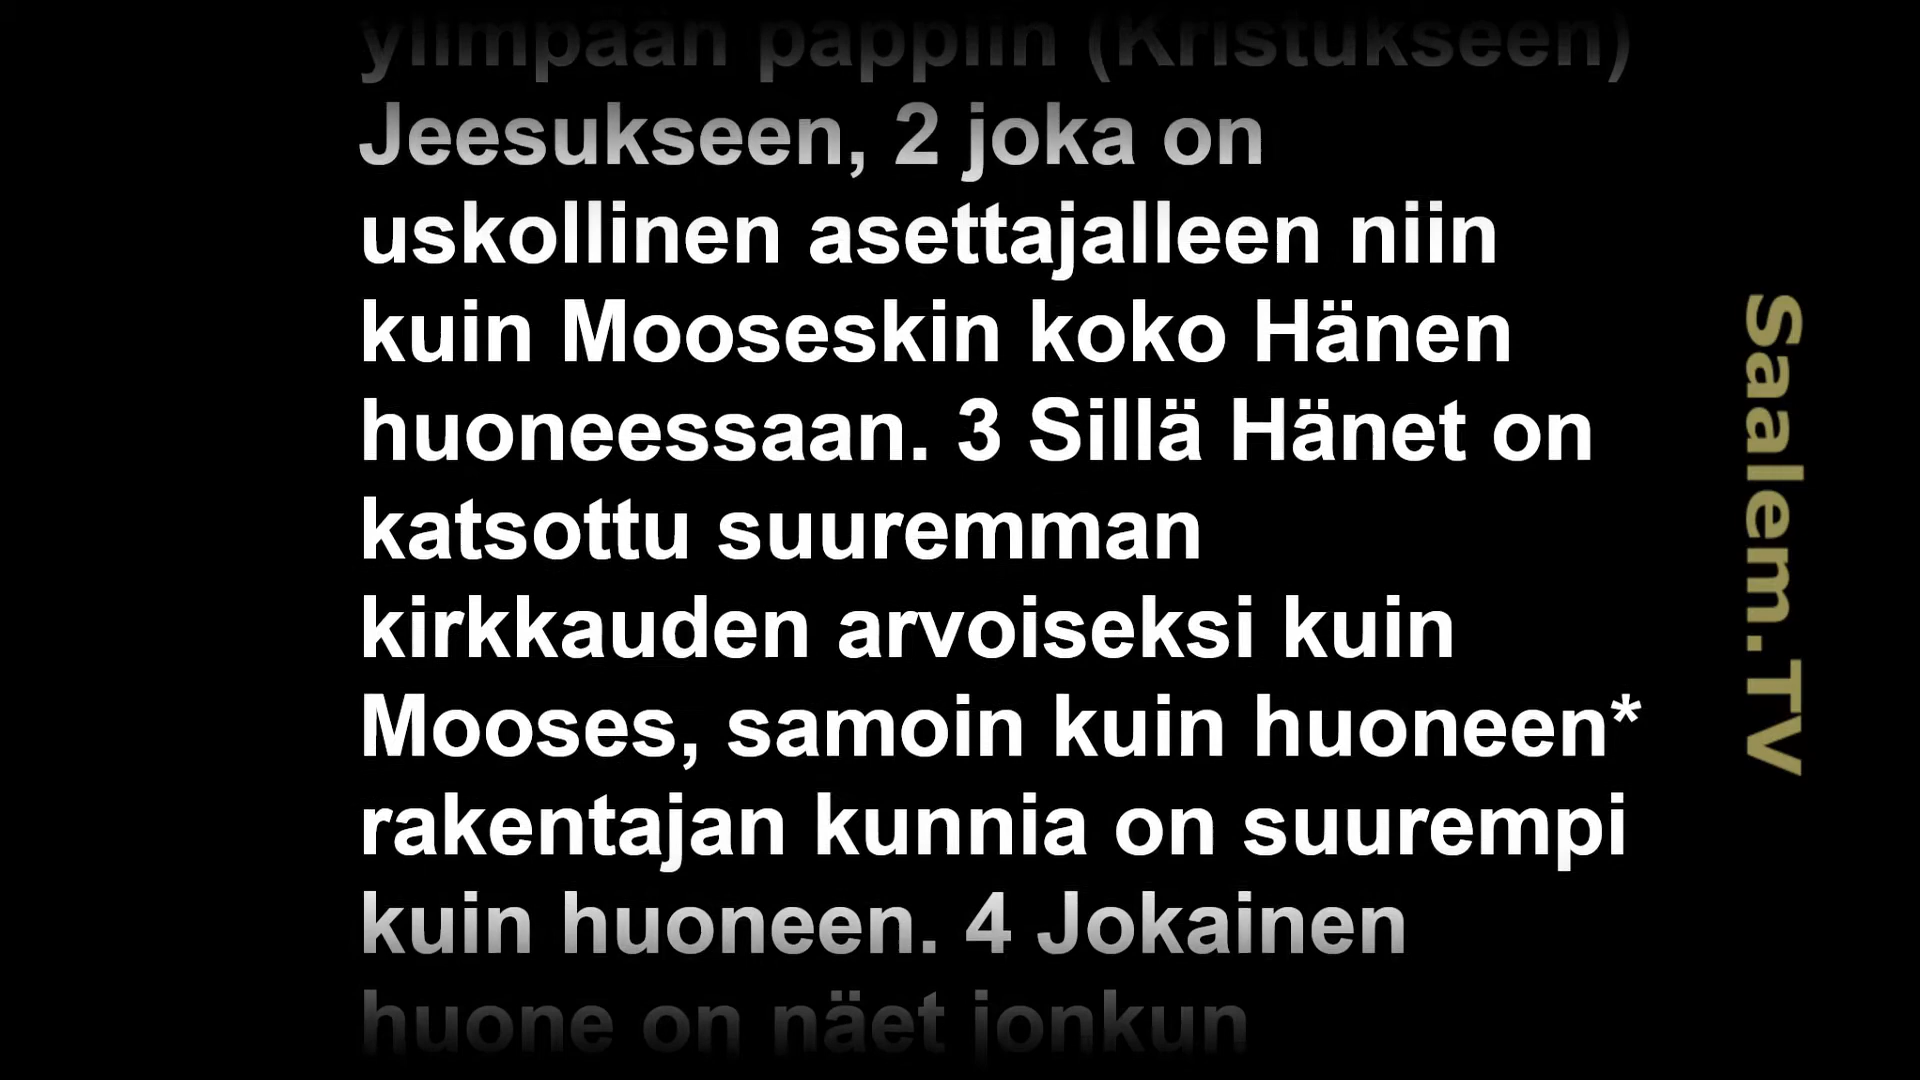 ylimpään pappiin (Kristukseen)
Jeesukseen, 2 joka on
uskollinen asettajalleen niin
kuin Mooseskin koko Hänen
huoneessaan. 3 Sillä Hänet on
katsottu suuremman
kirkkauden arvoiseksi kuin
Mooses, samoin kuin huoneen*
rakentajan kunnia on suurempi
kuin huoneen. 4 Jokainen
huone on näet jonkun
Saalem.TV